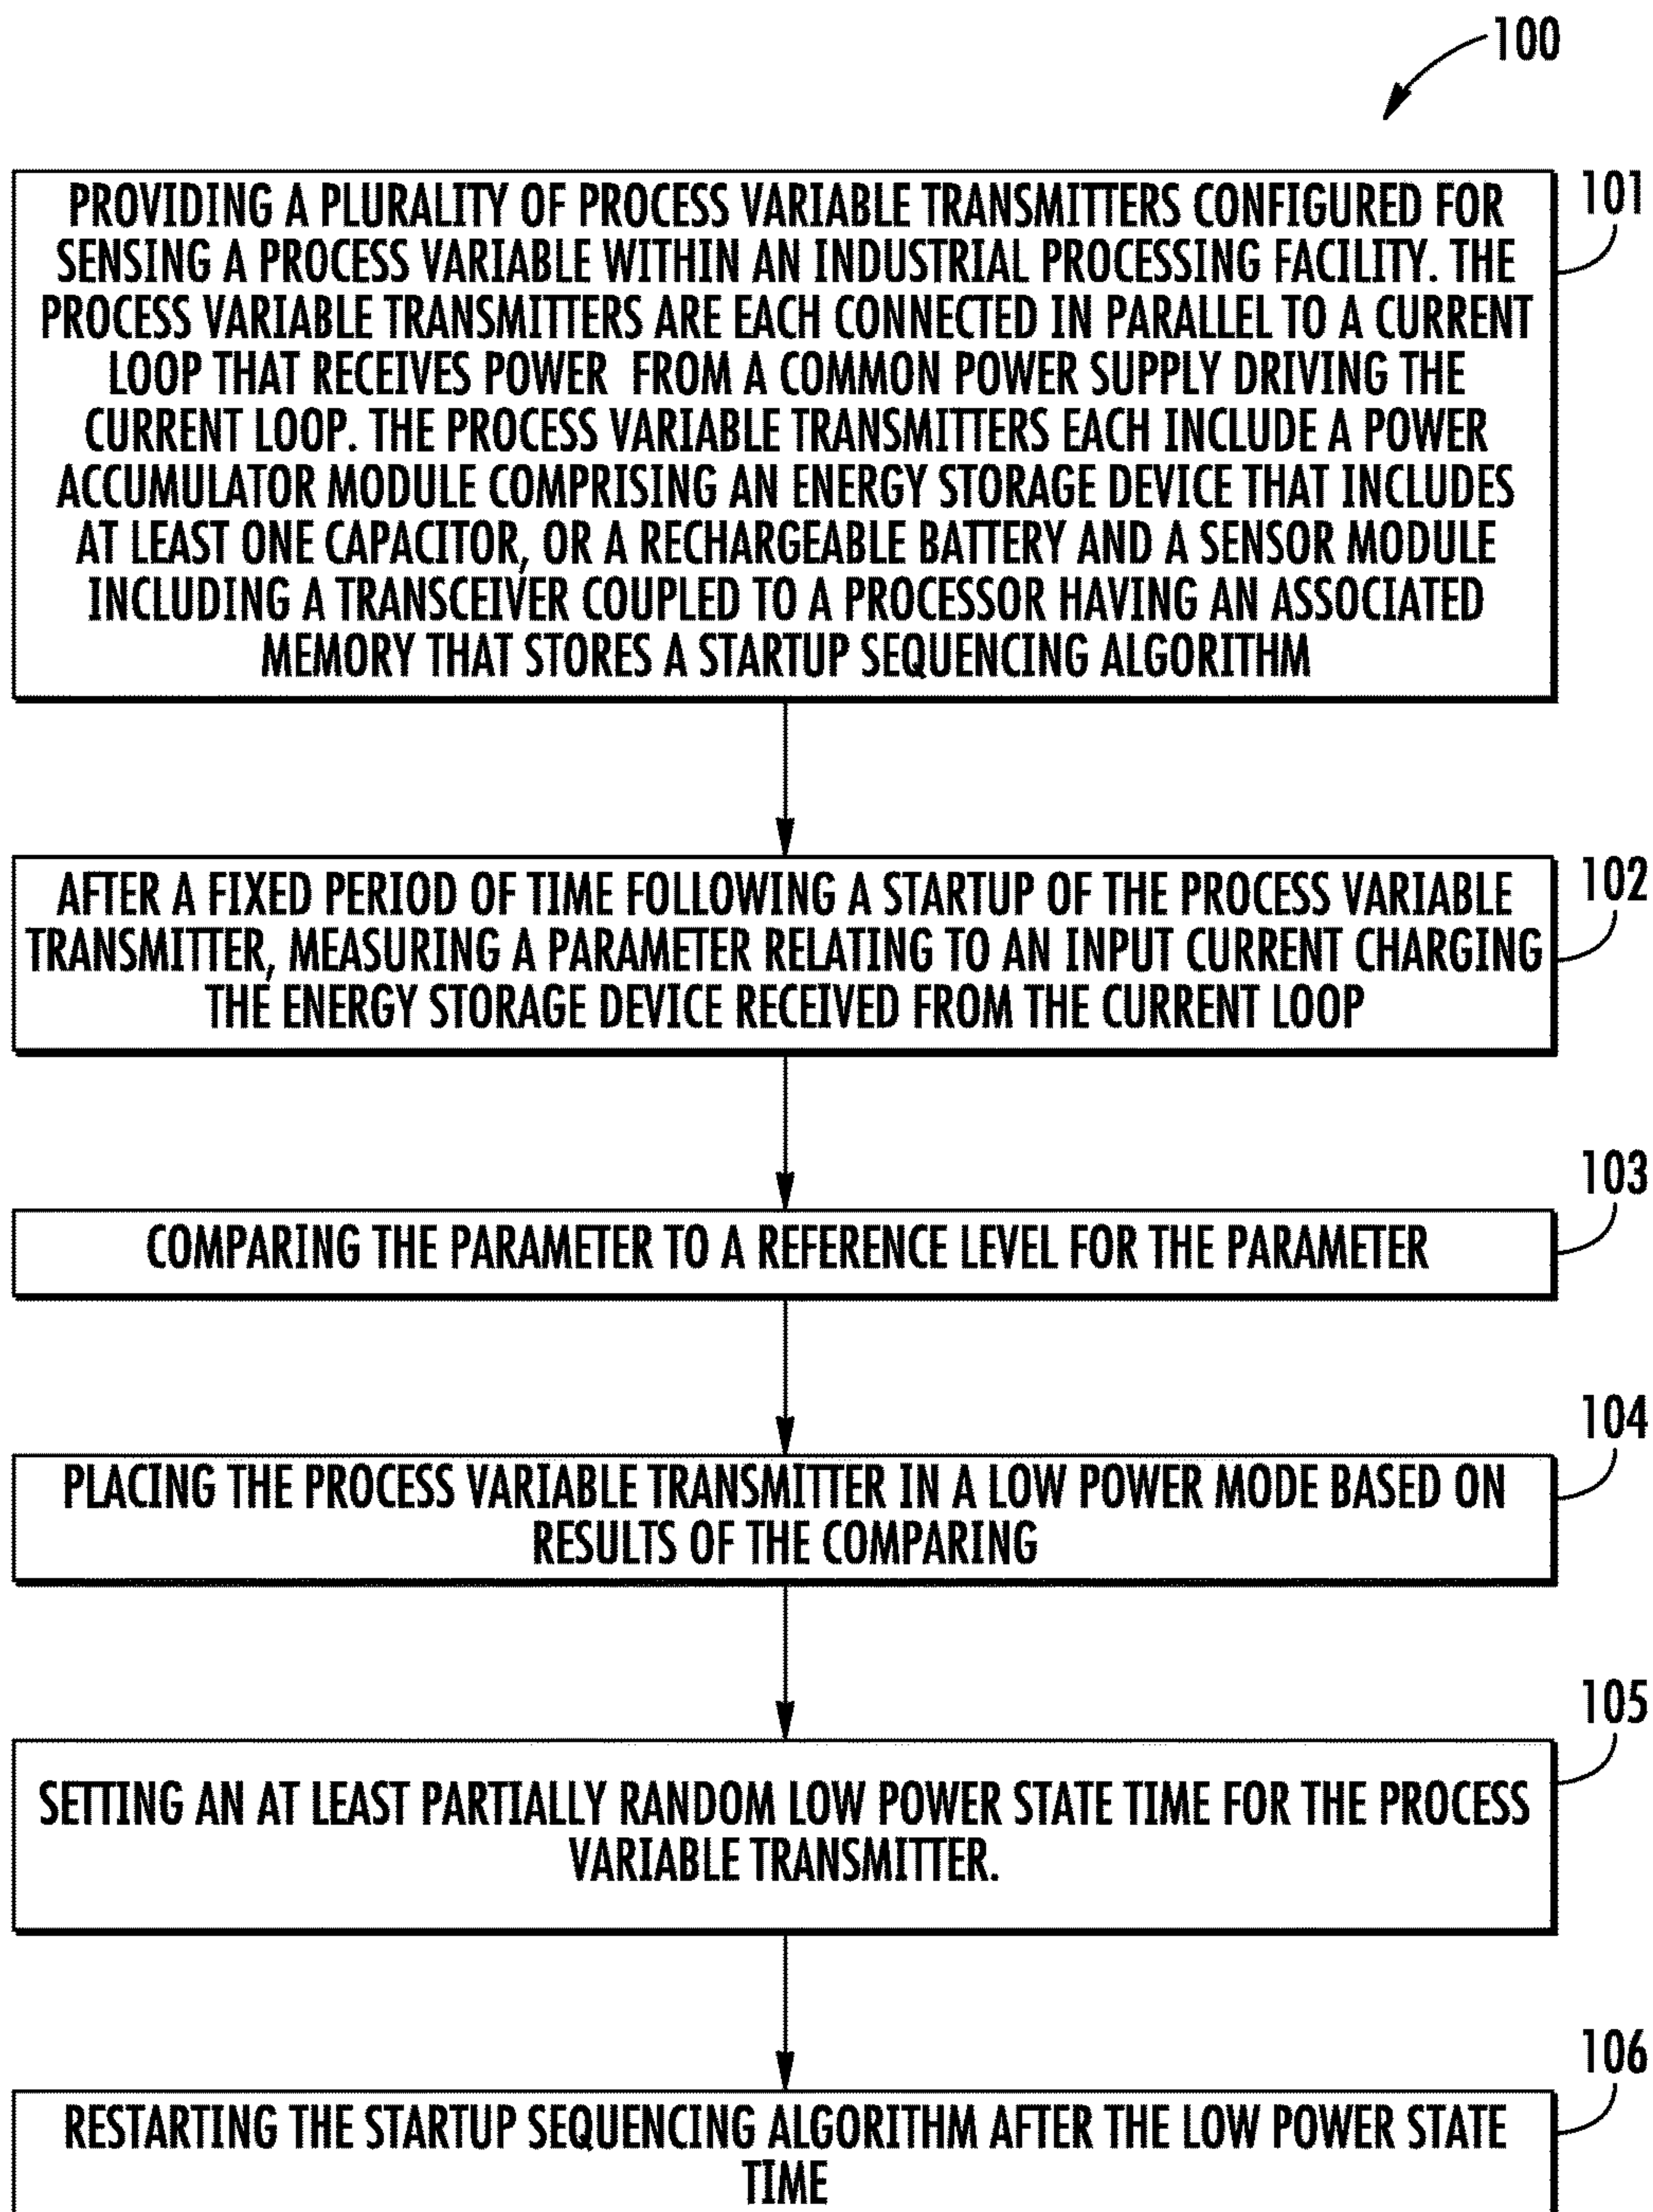 100
101
PROVIDING A PLURALITY OF PROCESS VARIABLE TRANSMITTERS CONFIGURED FOR
SENSING A PROCESS VARIABLE WITHIN AN INDUSTRIAL PROCESSING FACILITY. THE
PROCESS VARIABLE TRANSMITTERS ARE EACH CONNECTED IN PARALLEL TO A CURRENT
LOOP THAT RECEIVES POWER FROM A COMMON POWER SUPPLY DRIVING THE
CURRENT LOOP. THE PROCESS VARIABLE TRANSMITTERS EACH INCLUDE A POWER
ACCUMULATOR MODULE COMPRISING AN ENERGY STORAGE DEVICE THAT INCLUDES
AT LEAST ONE CAPACITOR, OR A RECHARGEABLE BATTERY AND A SENSOR MODULE
INCLUDING A TRANSCEIVER COUPLED TO A PROCESSOR HAVING AN ASSOCIATED
MEMORY THAT STORES A STARTUP SEQUENCING ALGORITHM
102
AFTER A FIXED PERIOD OF TIME FOLLOWING A STARTUP OF THE PROCESS VARIABLE
TRANSMITTER, MEASURING A PARAMETER RELATING TO AN INPUT CURRENT CHARGING
THE ENERGY STORAGE DEVICE RECEIVED FROM THE CURRENT LOOP
103
COMPARING THE PARAMETER TO A REFERENCE LEVEL FOR THE PARAMETER
104
PLACING THE PROCESS VARIABLE TRANSMITTER IN A LOW POWER MODE BASED ON
RESULTS OF THE COMPARING
105
SETTING AN AT LEAST PARTIALLY RANDOM LOW POWER STATE TIME FOR THE PROCESS
VARIABLE TRANSMITTER.
106
RESTARTING THE STARTUP SEQUENCING ALGORITHM AFTER THE LOW POWER STATE
TIME